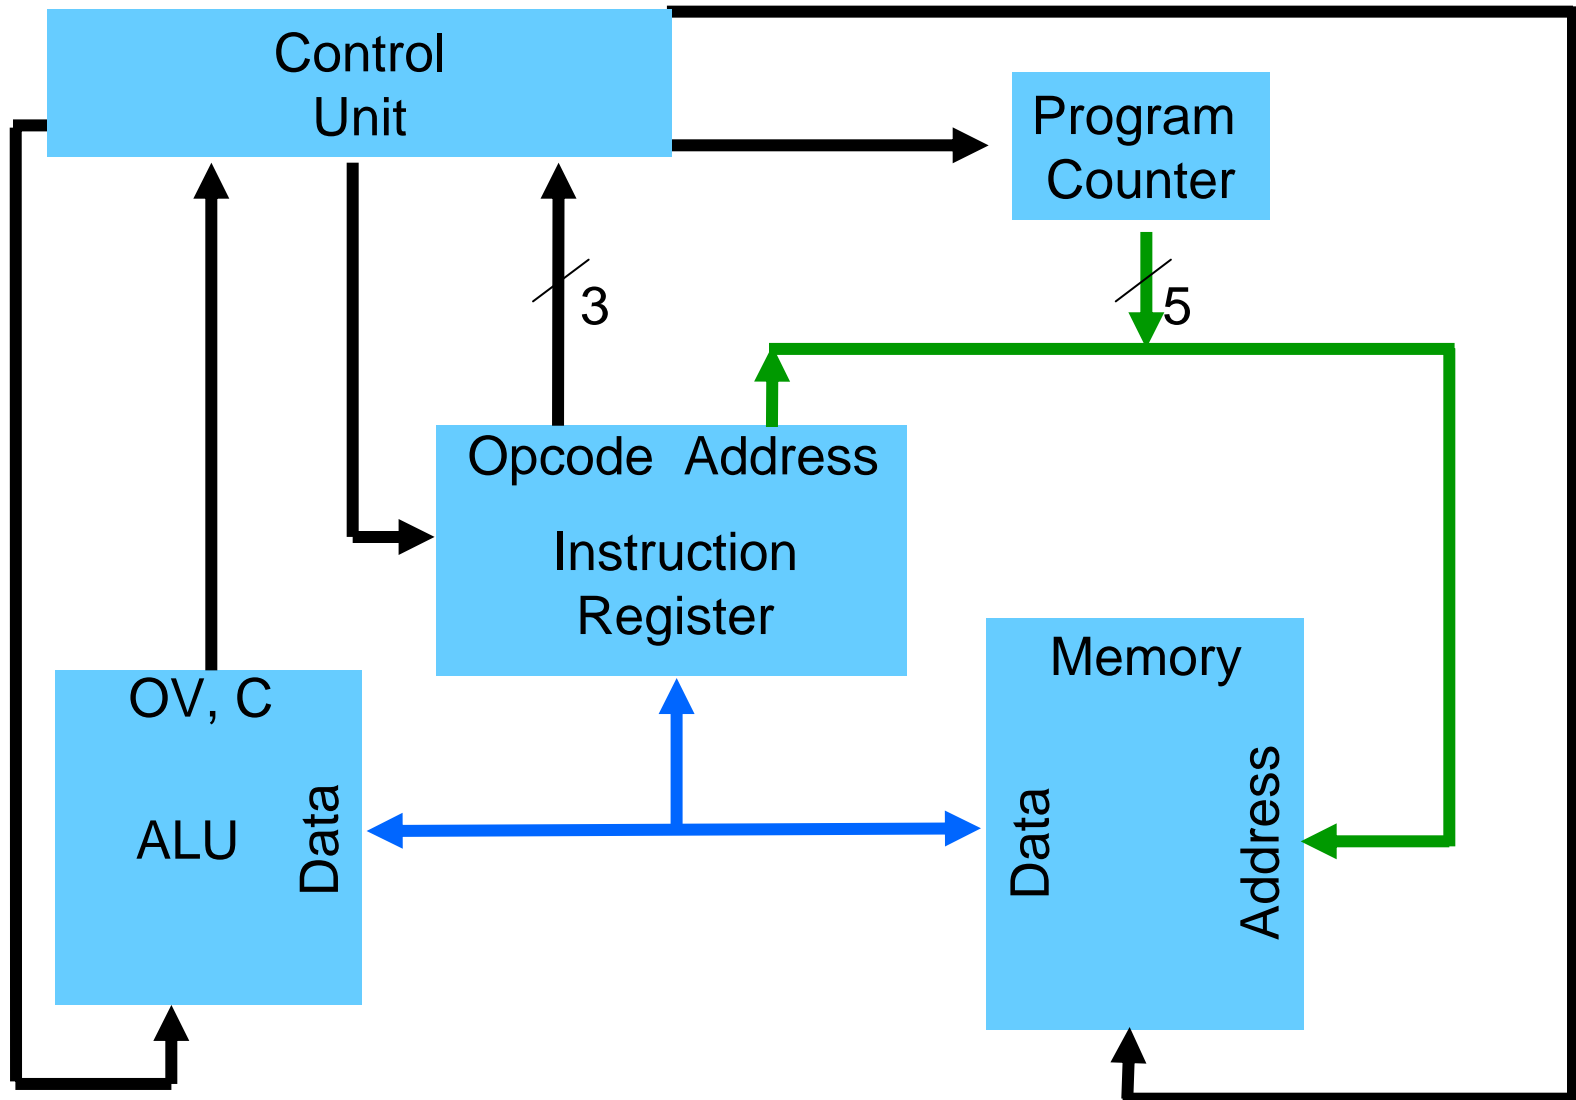 Control
Unit
Program
Counter
3
5
Opcode Address
Instruction
Register
OV, C
ALU
Data
Memory
Data
Address